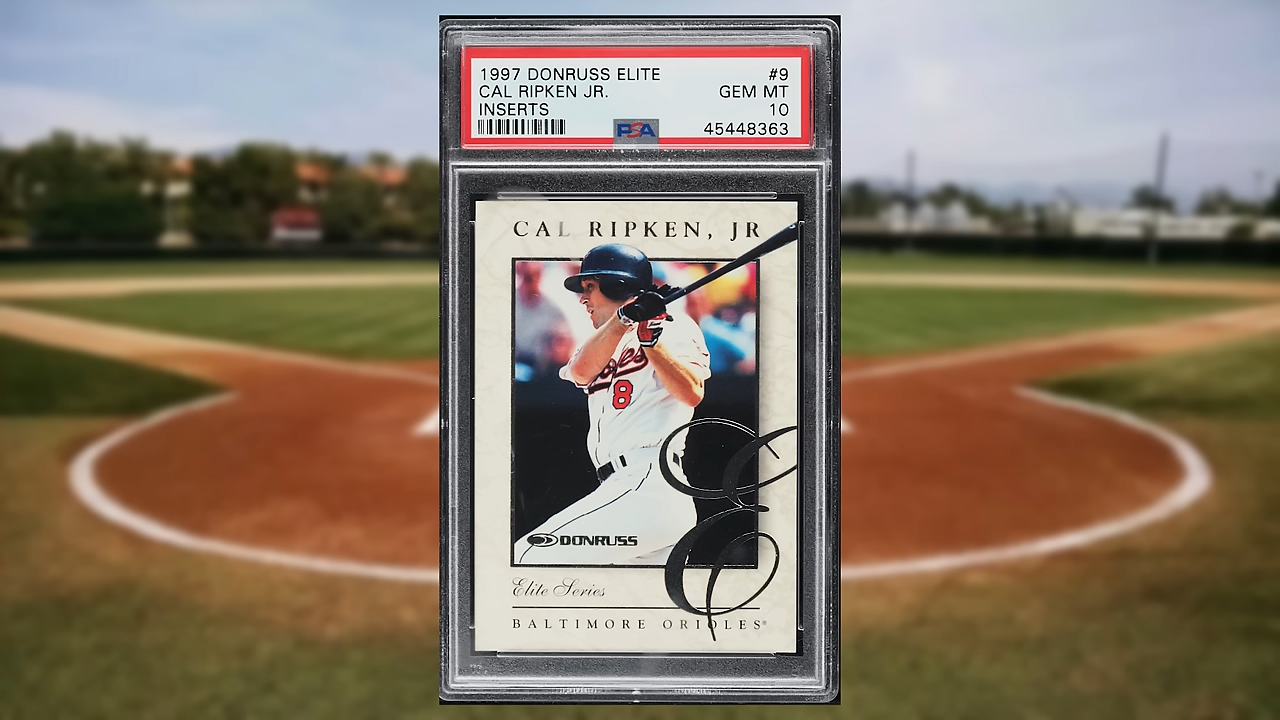 1997 DONRUSS ELITE #9
CAL RIPKEN JR. GEM MT
INSERTS 10
PSA 45448363
CAL RIPKEN, JR
Orioles
8
DONRUSS
E
Elite Series
BALTIMORE ORIOLES